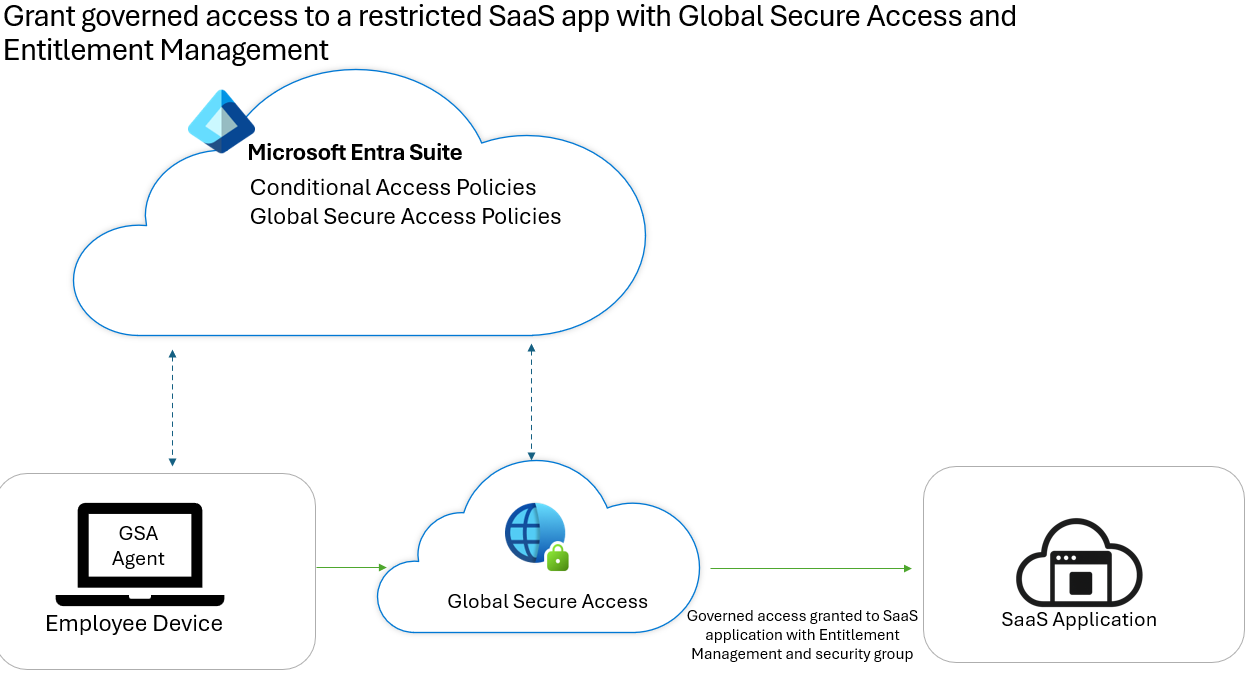 Grant governed access to a restricted SaaS app with Global Secure Access and
Entitlement Management
Microsoft Entra Suite
Conditional Access Policies
Global Secure Access Policies
GSA
Agent
Employee Device
Global Secure Access
Governed access granted to SaaS
application with Entitlement
Management and security group
SaaS Application